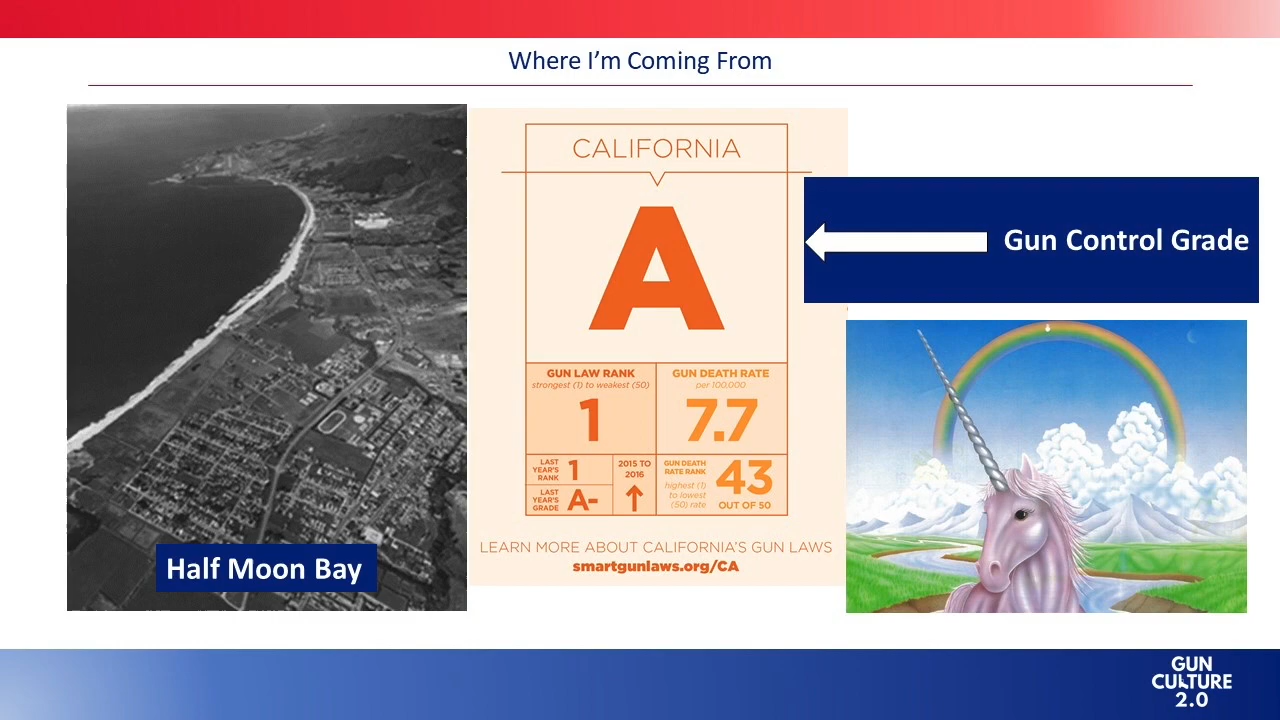 Where I'm Coming From
CALIFORNIA
A
GUN LAW RANK
strongest (1) to weakest (50)
1
GUN DEATH RATE
per 100,000
7.7
LAST
YEAR'S
RANK
1
LAST
YEAR'S
GRADE
A-
2015 TO
2016
GUN DEATH
RATE RANK
highest (1)
to lowest
(50) rate
43
OUT OF 50
LEARN MORE ABOUT CALIFORNIA'S GUN LAWS
smartgunlaws.org/CA
Gun Control Grade
Half Moon Bay
GUN
CULTURE
2.0